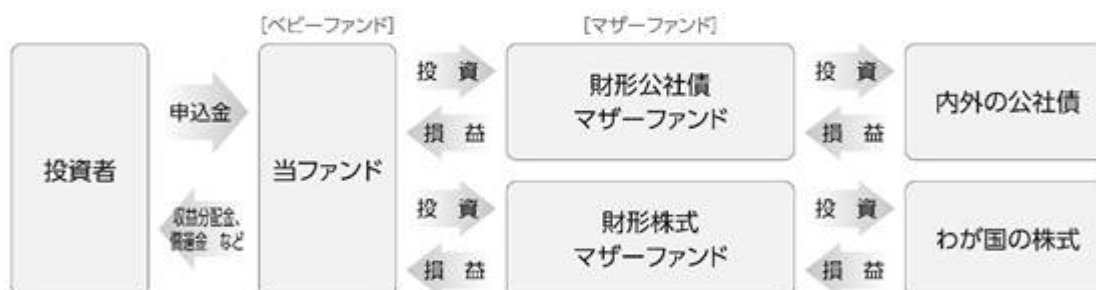 [ベビーファンド]
[マザーファンド]
投資者
申込金
収益分配金、
償還金 など
当ファンド
投 資
損 益
財形公社債
マザーファンド
投 資
損 益
内外の公社債
投 資
損 益
財形株式
マザーファンド
投 資
損 益
わが国の株式